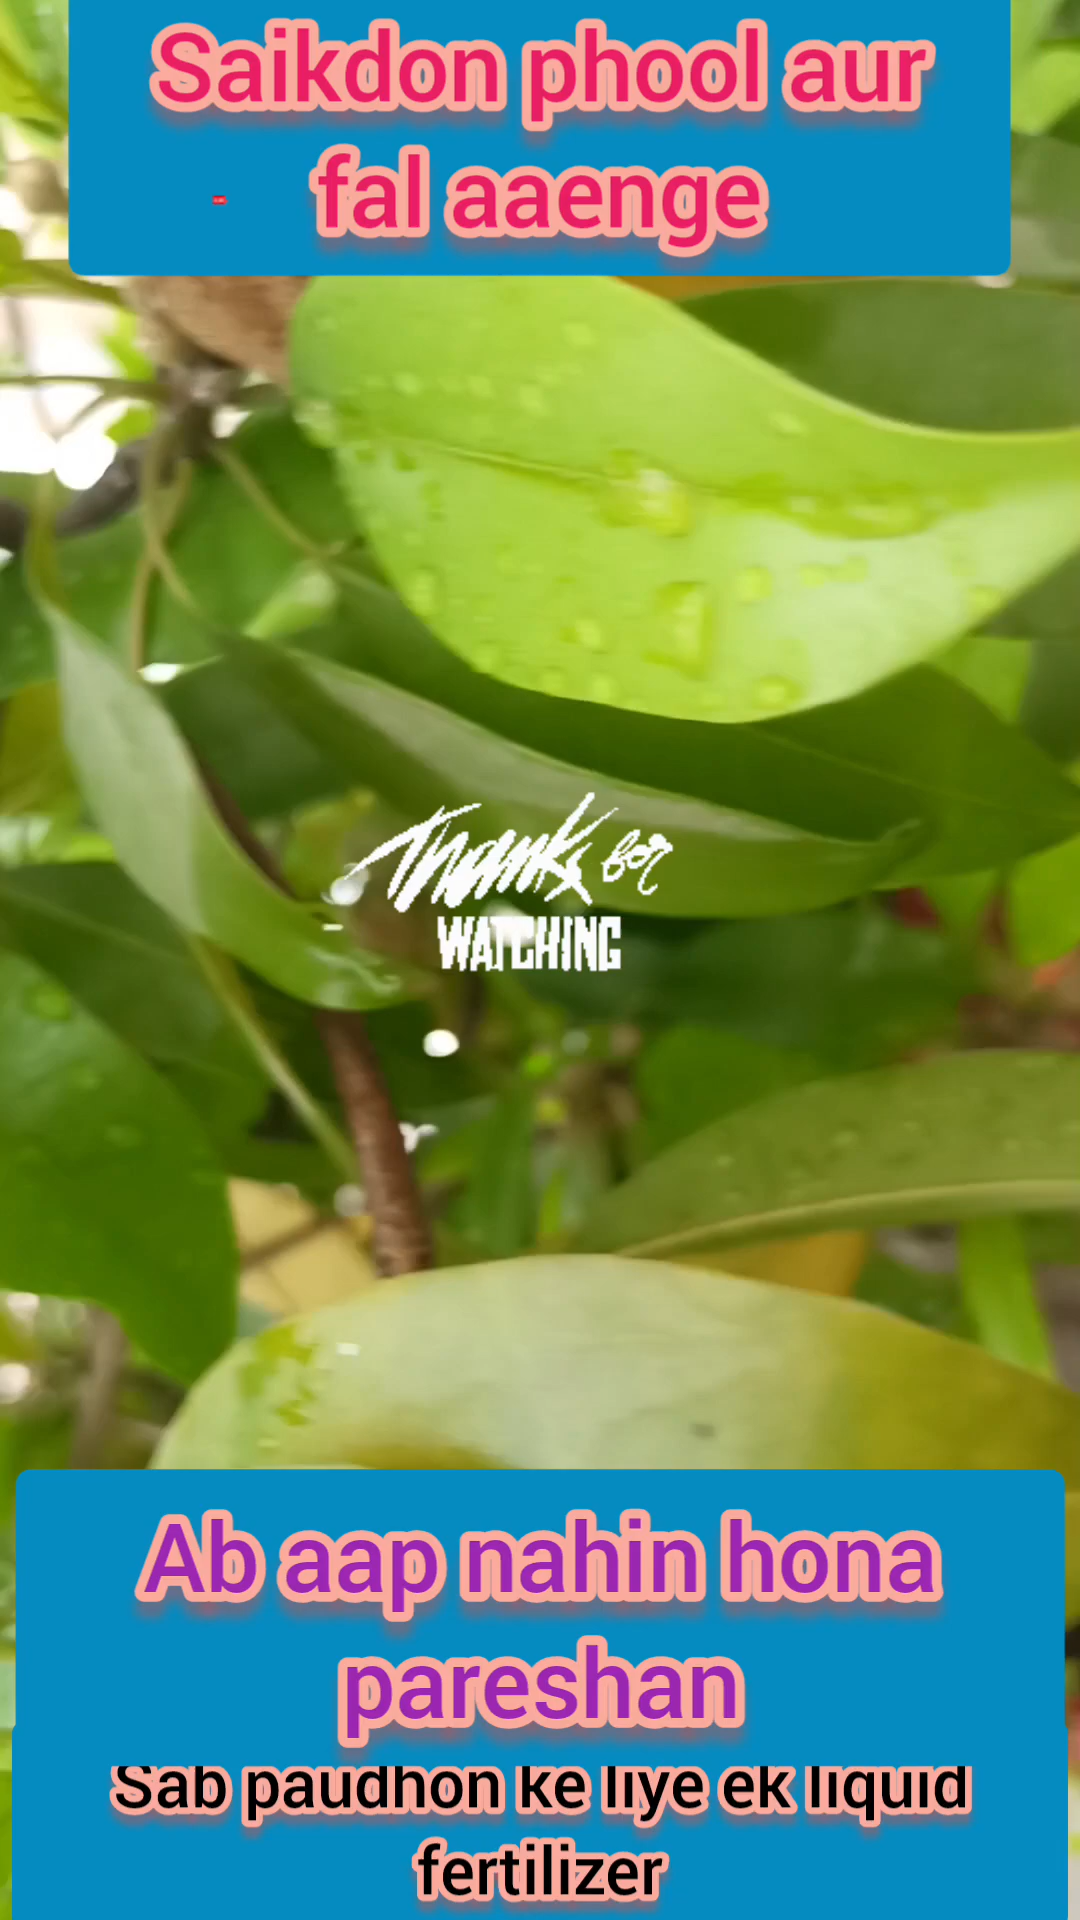 Saikdon phool aur
fal aaenge
Thanks for
WATCHING
Ab aap nahin hona
pareshan
Sab paudhon ke liye ek liquid
fertilizer